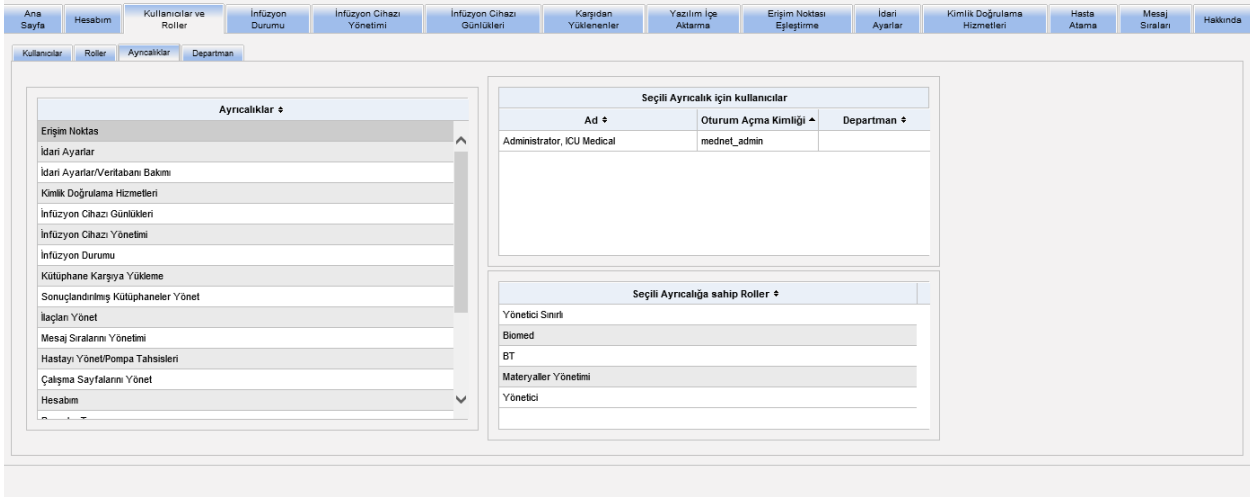 Ana Sayfa
Hesabım
Kullanıcılar ve Roller
İnfüzyon Durumu
İnfüzyon Cihazı Yönetimi
İnfüzyon Cihazı Günlükleri
Karşıdan Yüklenenler
Yazılım İçe Aktarma
Erişim Noktası Eşleştirme
İdari Ayarlar
Kimlik Doğrulama Hizmetleri
Hasta Atama
Mesaj Sıraları
Hakkında
Kullanıcılar
Roller
Ayrıcalıklar
Departman
Ayrıcalıklar
Erişim Noktas
İdari Ayarlar
İdari Ayarlar/Veritabanı Bakımı
Kimlik Doğrulama Hizmetleri
İnfüzyon Cihazı Günlükleri
İnfüzyon Cihazı Yönetimi
İnfüzyon Durumu
Kütüphane Karşıya Yükleme
Sonuçlandırılmış Kütüphaneler Yönet
İlaçları Yönet
Mesaj Sıralarını Yönetimi
Hastayı Yönet/Pompa Tahsisleri
Çalışma Sayfalarını Yönet
Hesabım
Seçili Ayrıcalık için kullanıcılar
Ad Oturum Açma Kimliği Departman
Administrator, ICU Medical mednet_admin
Seçili Ayrıcalığa sahip Roller
Yönetici Sınırlı
Biomed
BT
Materyaller Yönetimi
Yönetici